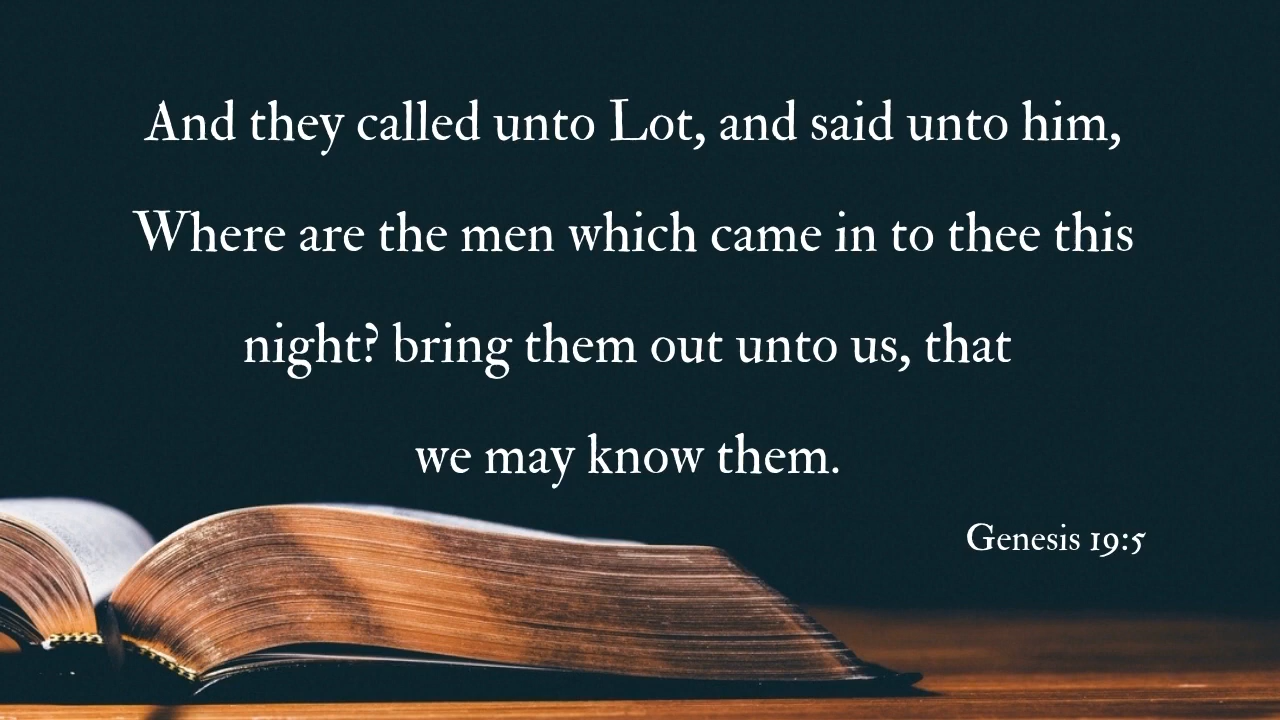 And they called unto Lot, and said unto him,
Where are the men which came in to thee this
night? bring them out unto us, that
we may know them.
Genesis 19:5